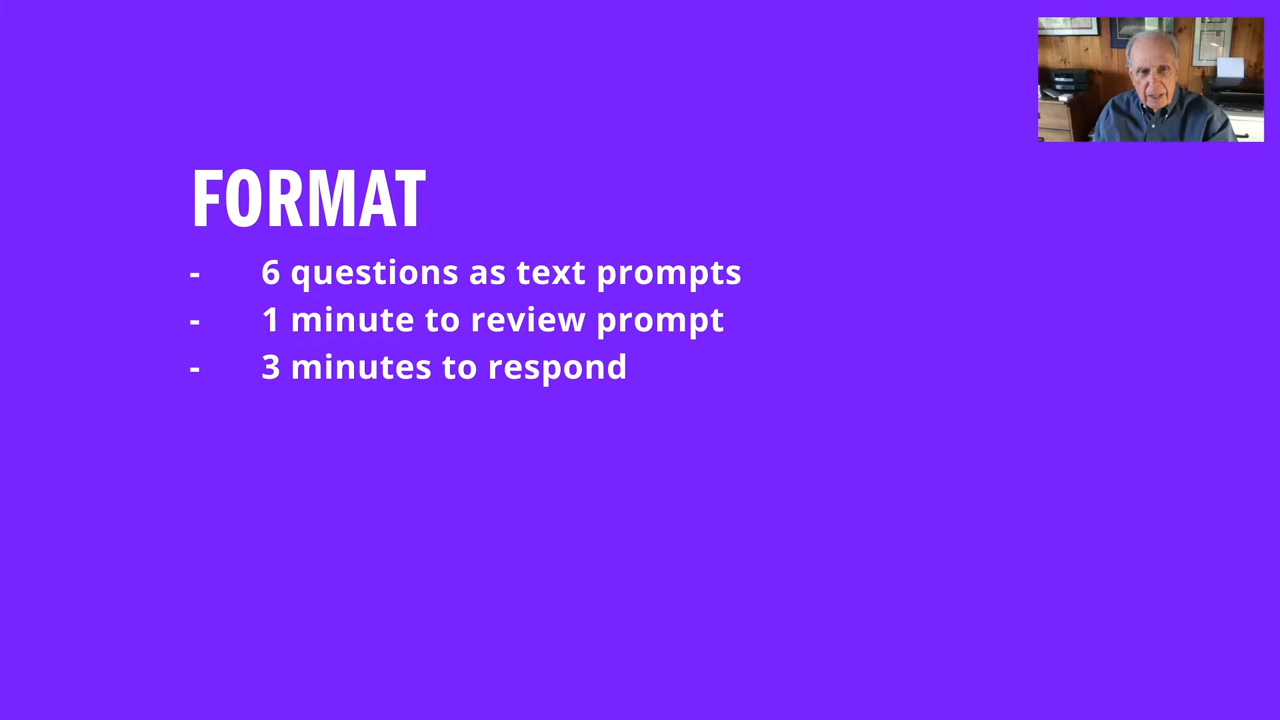 FORMAT
- 6 questions as text prompts
- 1 minute to review prompt
- 3 minutes to respond